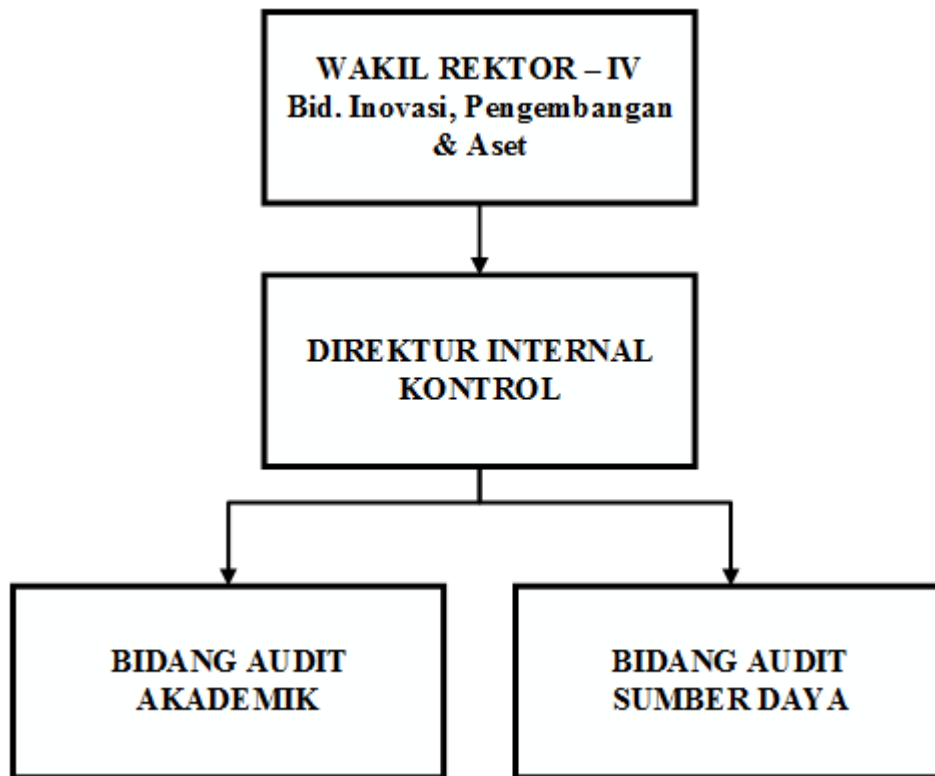 WAKIL REKTOR – IV
Bid. Inovasi, Pengembangan
& Aset
DIREKTUR INTERNAL
KONTROL
BIDANG AUDIT
AKADEMIK
BIDANG AUDIT
SUMBER DAYA